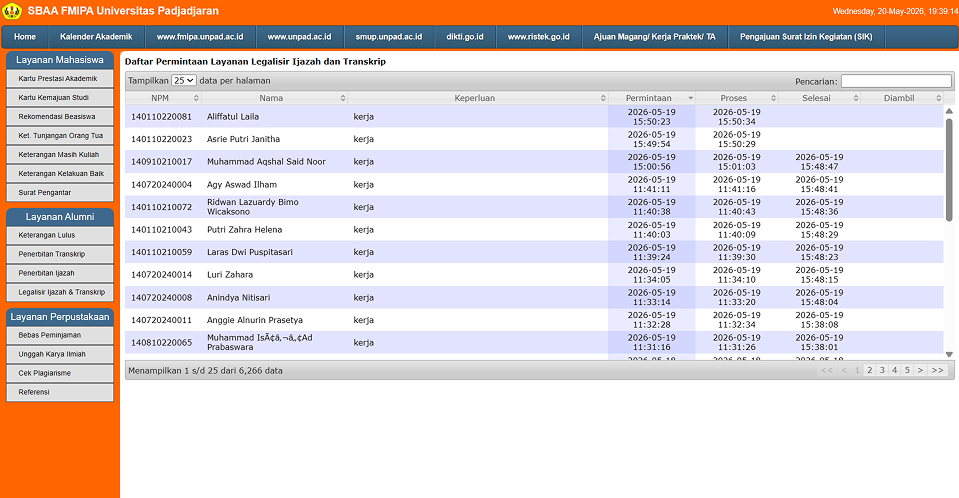 SBAA FMIPA Universitas Padjadjaran
Wednesday, 20-May-2026, 19:39:14
Home Kalender Akademik www.fmipa.unpad.ac.id www.unpad.ac.id smup.unpad.ac.id dikti.go.id www.ristek.go.id Ajuan Magang/ Kerja Praktek/ TA Pengajuan Surat Izin Kegiatan (SIK)
Layanan Mahasiswa
Kartu Prestasi Akademik
Kartu Kemajuan Studi
Rekomendasi Beasiswa
Ket. Tunjangan Orang Tua
Keterangan Masih Kuliah
Keterangan Kelakuan Baik
Surat Pengantar
Layanan Alumni
Keterangan Lulus
Penerbitan Transkrip
Penerbitan Ijazah
Legalisir Ijazah & Transkrip
Layanan Perpustakaan
Bebas Peminjaman
Unggah Karya Ilmiah
Cek Plagiarisme
Referensi
Daftar Permintaan Layanan Legalisir Ijazah dan Transkrip
Tampilkan 25 data per halaman
Pencarian:
NPM Nama Keperluan Permintaan Proses Selesai Diambil
140110220081 Aliffatul Laila kerja 2026-05-19 15:50:23 2026-05-19 15:50:34
140110220023 Asrie Putri Janitha kerja 2026-05-19 15:49:54 2026-05-19 15:50:29
140910210017 Muhammad Aqshal Said Noor kerja 2026-05-19 15:00:56 2026-05-19 15:01:03 2026-05-19 15:48:47
140720240004 Agy Aswad Ilham kerja 2026-05-19 11:41:11 2026-05-19 11:41:16 2026-05-19 15:48:41
140110210072 Ridwan Lazuardy Bimo Wicaksono kerja 2026-05-19 11:40:38 2026-05-19 11:40:43 2026-05-19 15:48:36
140110210043 Putri Zahra Helena kerja 2026-05-19 11:40:03 2026-05-19 11:40:09 2026-05-19 15:48:29
140110210059 Laras Dwi Puspitasari kerja 2026-05-19 11:39:24 2026-05-19 11:39:30 2026-05-19 15:48:23
140720240014 Luri Zahara kerja 2026-05-19 11:34:05 2026-05-19 11:34:10 2026-05-19 15:48:15
140720240008 Anindya Nitisari kerja 2026-05-19 11:33:14 2026-05-19 11:33:20 2026-05-19 15:48:04
140720240011 Anggie Alnurin Prasetya kerja 2026-05-19 11:32:28 2026-05-19 11:32:34 2026-05-19 15:38:08
140810220065 Muhammad IsÃ¢â‚¬â„¢Ad Prabaswara kerja 2026-05-19 11:31:16 2026-05-19 11:31:26 2026-05-19 15:38:01
Menampilkan 1 s/d 25 dari 6,266 data
<< < 1 2 3 4 5 > >>